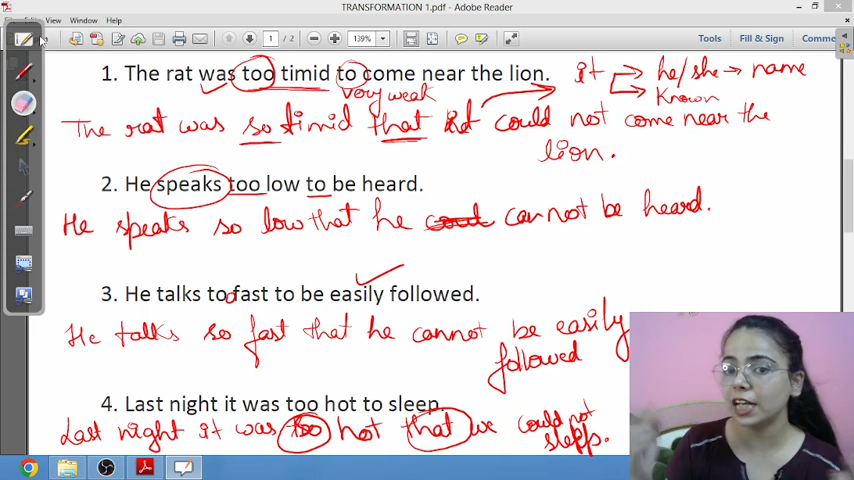 TRANSFORMATION 1.pdf - Adobe Reader
Edit View Window Help
1 / 2 139% Tools Fill & Sign Comment
1. The rat was too timid to come near the lion.
it → he/she → name
very weak → Known
The rat was so timid that it could not come near the
lion.
2. He speaks too low to be heard.
He speaks so low that he cannot be heard.
3. He talks too fast to be easily followed.
He talks so fast that he cannot be easily
followed
4. Last night it was too hot to sleep.
Last night it was so hot that we could not
sleep.